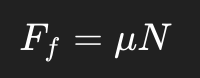 F_f = μN